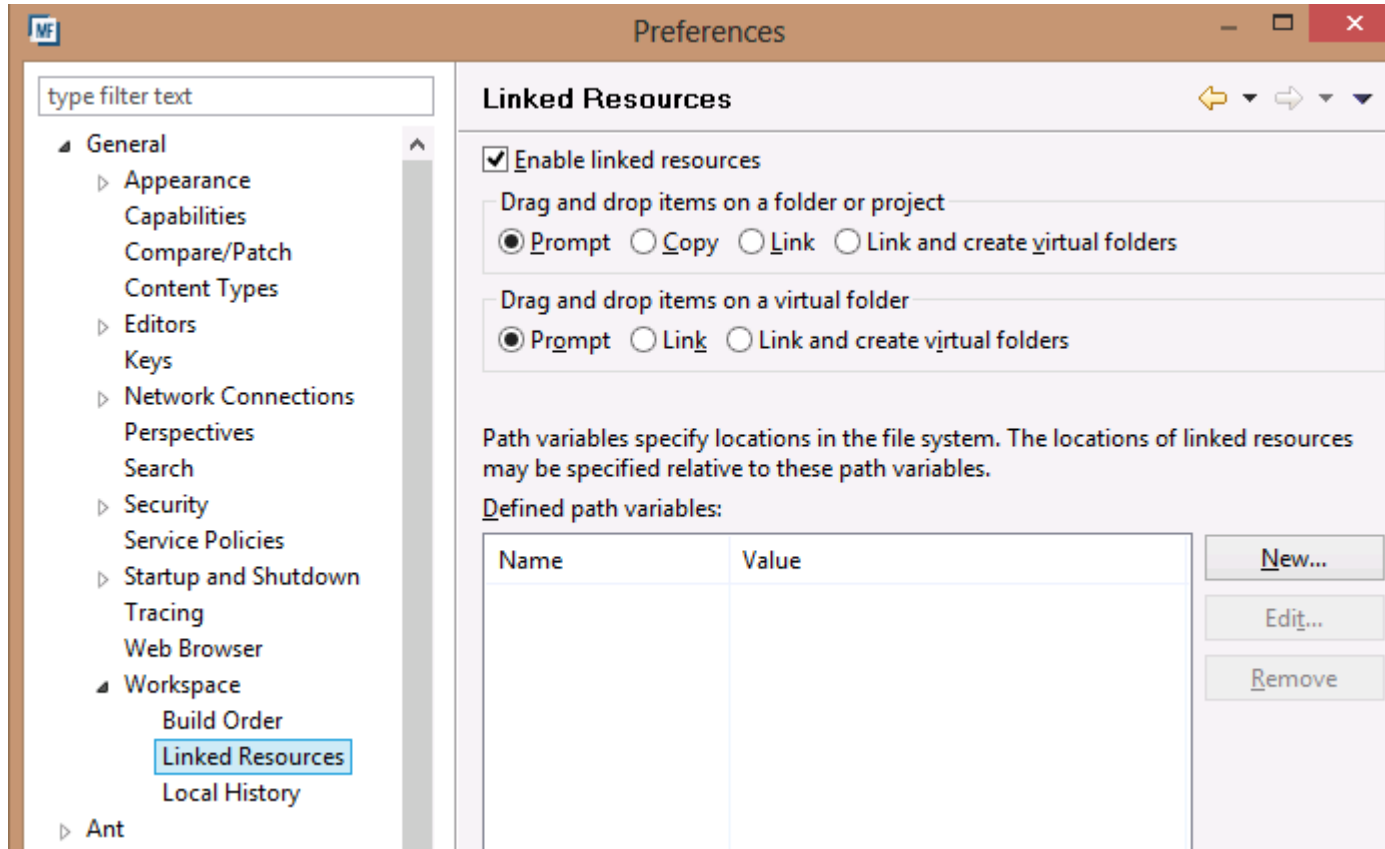 MF
Preferences
type filter text
General
Appearance
Capabilities
Compare/Patch
Content Types
Editors
Keys
Network Connections
Perspectives
Search
Security
Service Policies
Startup and Shutdown
Tracing
Web Browser
Workspace
Build Order
Linked Resources
Local History
Ant
Linked Resources
Enable linked resources
Drag and drop items on a folder or project
Prompt Copy Link Link and create virtual folders
Drag and drop items on a virtual folder
Prompt Link Link and create virtual folders
Path variables specify locations in the file system. The locations of linked resources
may be specified relative to these path variables.
Defined path variables:
Name Value
New...
Edit...
Remove